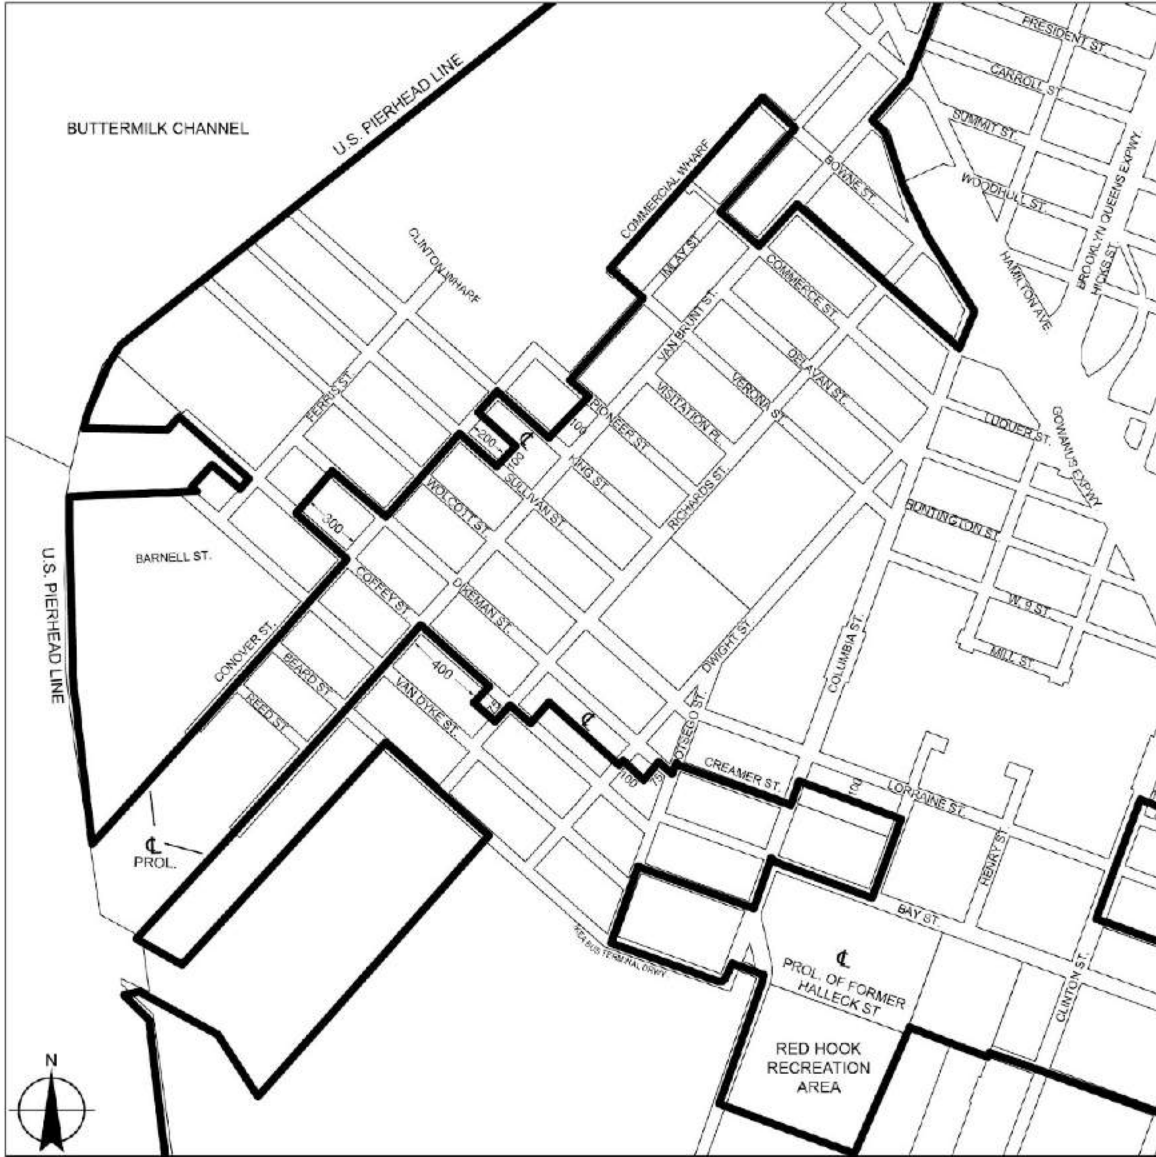 PRESIDENT ST.
CARROLL ST.
SUMMIT ST.
WOODHULL ST.
BROOKLYN QUEENS EXPWY.
HICKS ST.
HAMILTON AVE
U.S. PIERHEAD LINE
BUTTERMILK CHANNEL
COMMERCIAL WHARF
BOWNE ST.
CLINTON WHARF
IMLAY ST.
COMMERCE ST.
VAN BRUNT ST.
DELAVAN ST.
VERONA ST
VISITATION PL.
FERRIS ST.
PIONEER ST
100
KING ST.
200
℄
100
SULLIVAN ST.
WOLCOTT ST.
RICHARDS ST.
LUQUER ST.
GOWANUS EXPWY
HUNTINGTON ST.
W. 9 ST
MILL ST.
300
BARNELL ST.
COFFEY ST.
DIKEMAN ST.
DWIGHT ST
COLUMBIA ST.
U.S. PIERHEAD LINE
CONOVER ST.
BEARD ST
REED ST.
400
VAN DYKE ST.
℄
OTSEGO ST.
100
CREAMER ST.
100
LORRAINE ST.
HENRY ST
BAY ST.
CLINTON ST.
℄
PROL.
℄
PROL. OF FORMER
HALLECK ST
RED HOOK
RECREATION
AREA
N